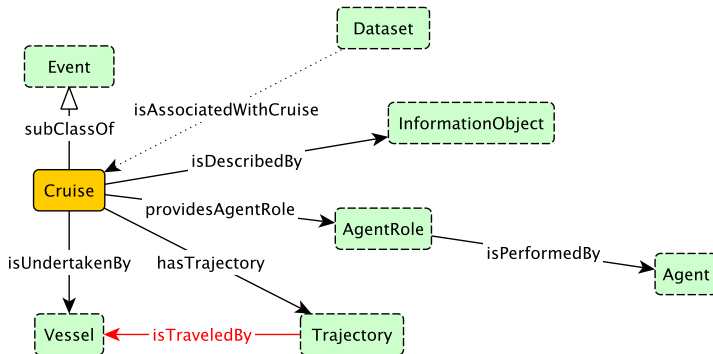 Dataset
Event
isAssociatedWithCruise
InformationObject
subClassOf
isDescribedBy
Cruise
providesAgentRole
AgentRole
isPerformedBy
isUndertakenBy
hasTrajectory
Agent
Vessel
isTraveledBy
Trajectory